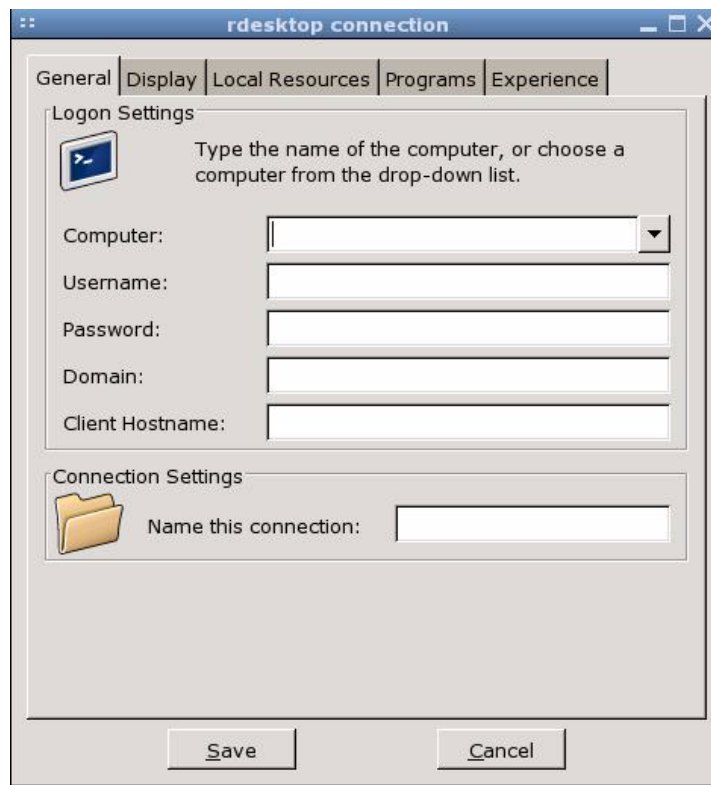 rdesktop connection
General Display Local Resources Programs Experience
Logon Settings
Type the name of the computer, or choose a
computer from the drop-down list.
Computer:
Username:
Password:
Domain:
Client Hostname:
Connection Settings
Name this connection:
Save Cancel